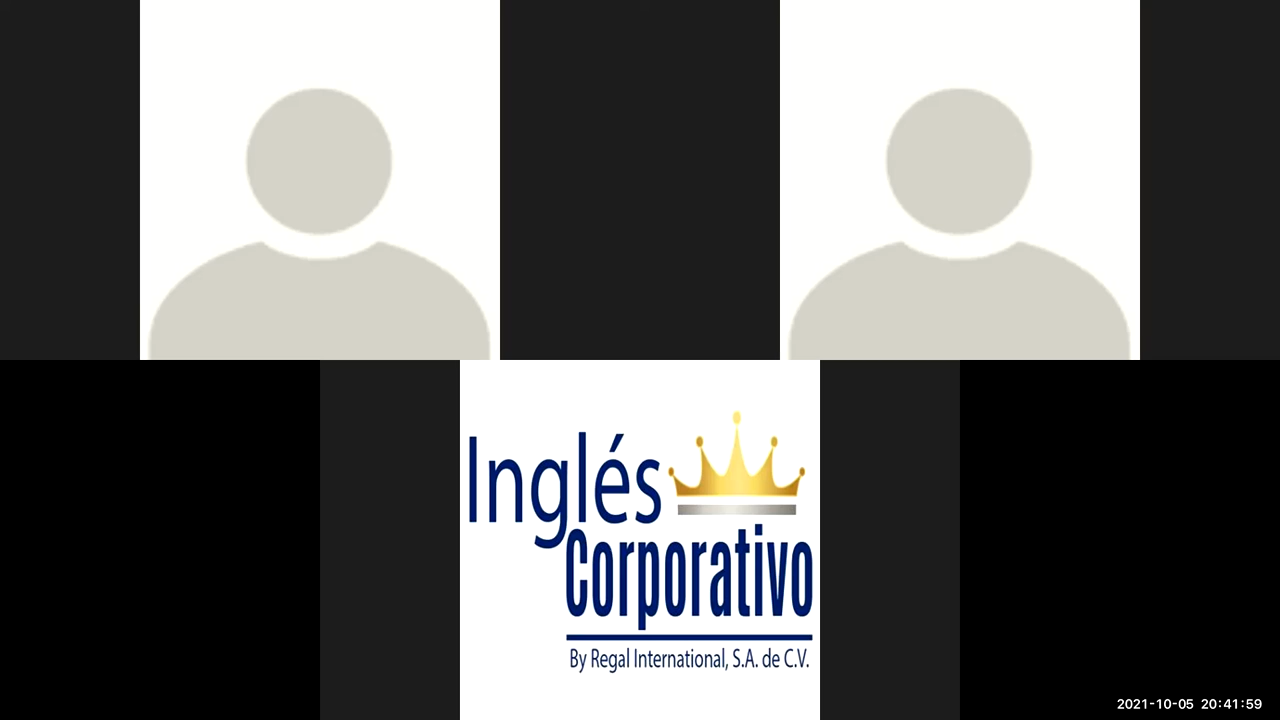 Inglés
Corporativo
By Regal International, S.A. de C.V.
2021-10-05 20:41:59